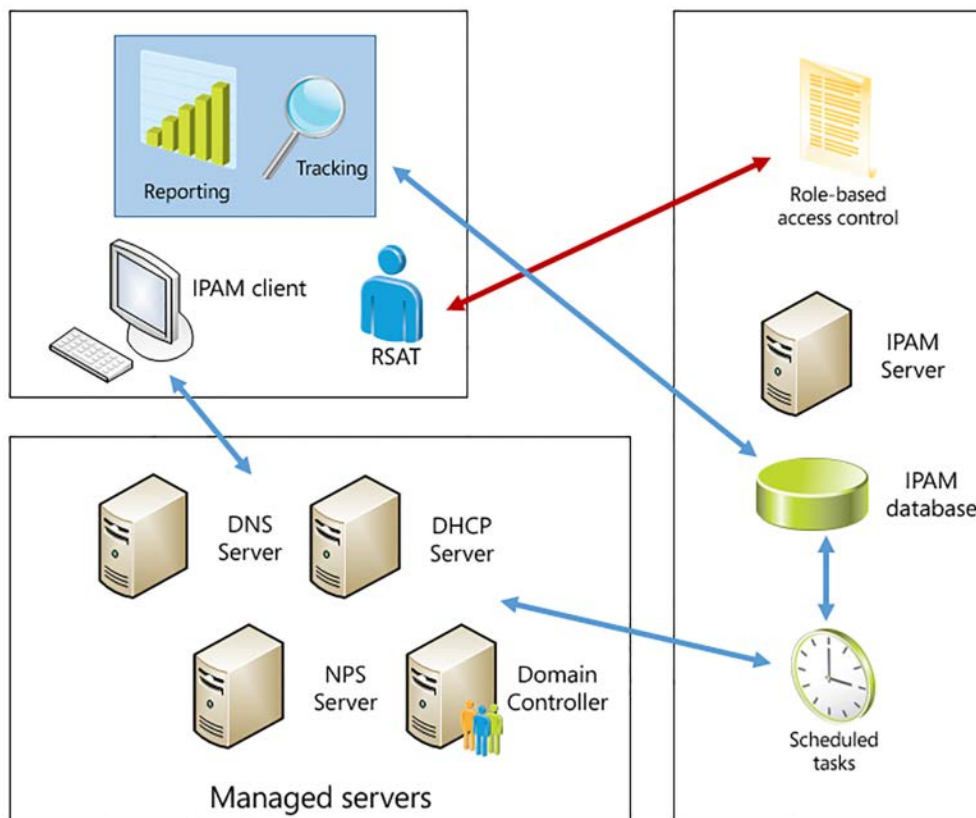 Reporting
Tracking
IPAM client
RSAT
Role-based
access control
IPAM
Server
IPAM
database
Scheduled
tasks
DNS
Server
DHCP
Server
NPS
Server
Domain
Controller
Managed servers